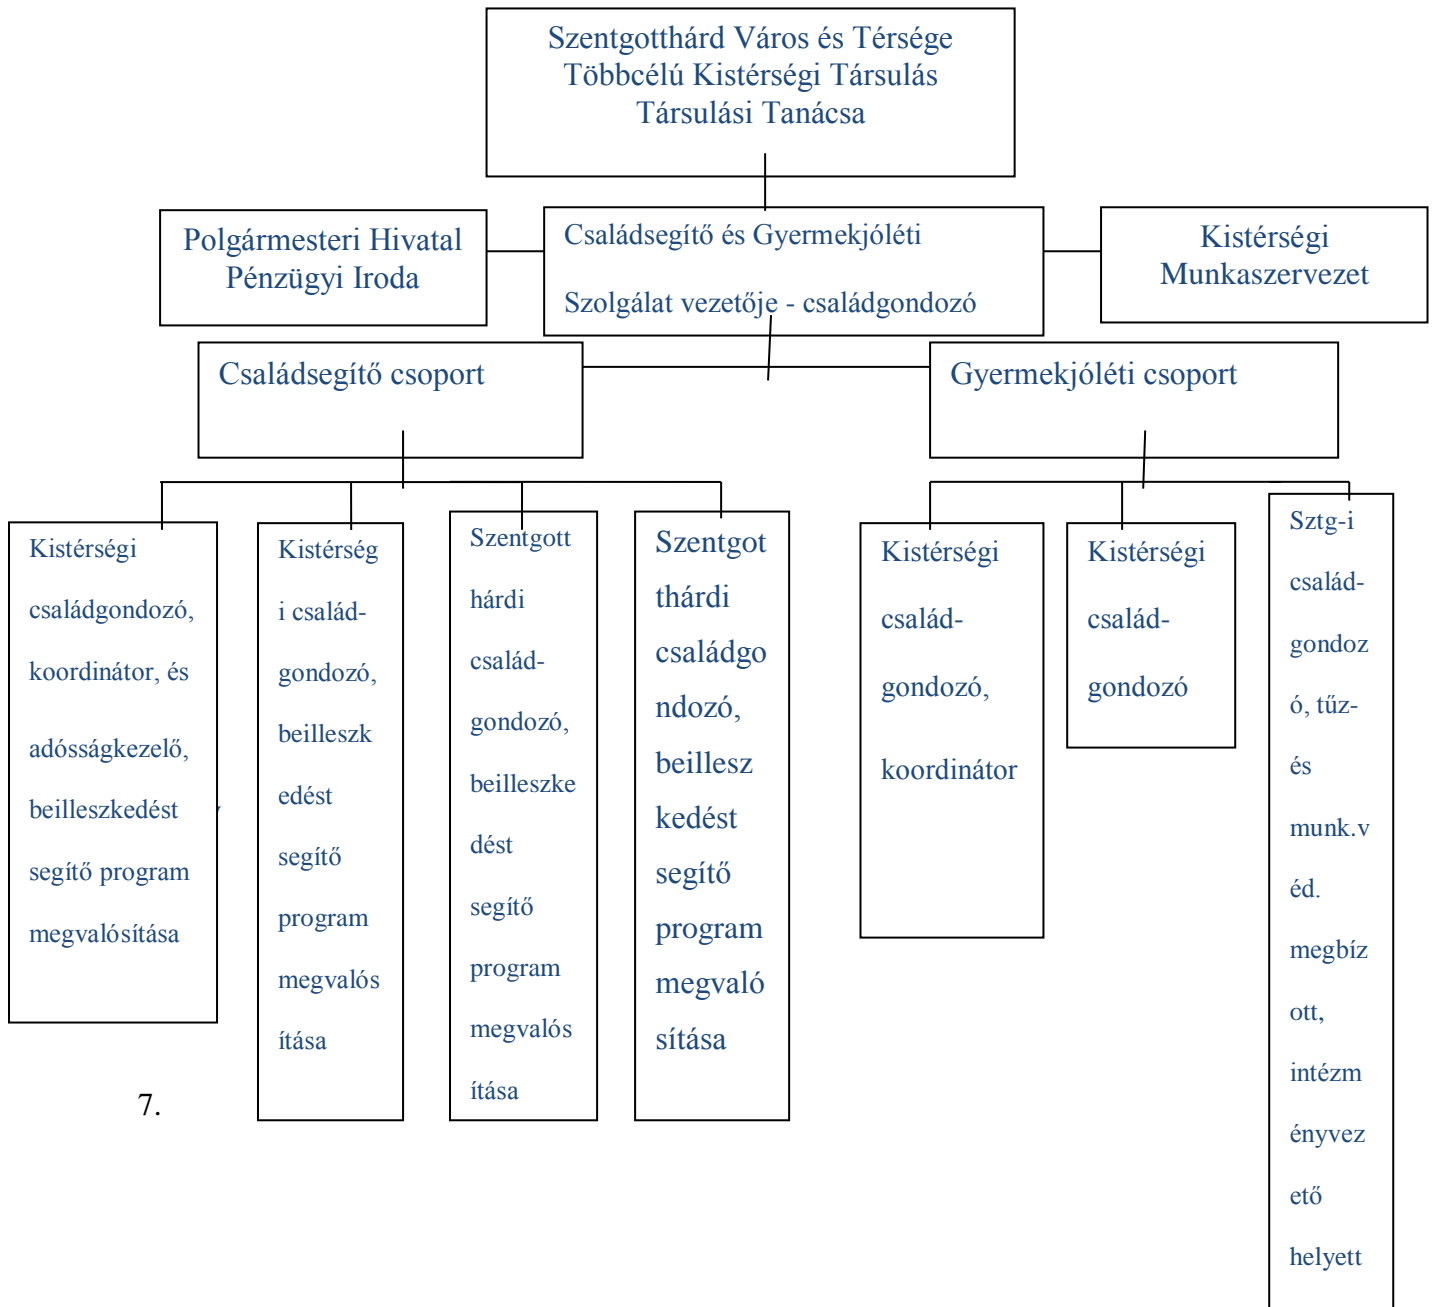 Szentgotthárd Város és Térsége
Többcélú Kistérségi Társulás
Társulási Tanácsa
Polgármesteri Hivatal
Pénzügyi Iroda
Családsegítő és Gyermekjóléti
Szolgálat vezetője - családgondozó
Kistérségi
Munkaszervezet
Családsegítő csoport
Gyermekjóléti csoport
Kistérségi
családgondozó,
koordinátor, és
adósságkezelő,
beilleszkedést
segítő program
megvalósítása
Kistérség
i család-
gondozó,
beilleszk
edést
segítő
program
megvalós
ítása
Szentgott
hárdi
család-
gondozó,
beilleszke
dést
segítő
program
megvalós
ítása
Szentgot
thárdi
családgo
ndozó,
beillesz
kedést
segítő
program
megvaló
sítása
Kistérségi
család-
gondozó,
koordinátor
Kistérségi
család-
gondozó
Sztg-i
család-
gondoz
ó, tűz-
és
munk.v
éd.
megbíz
ott,
intézm
ényvez
ető
helyett
7.